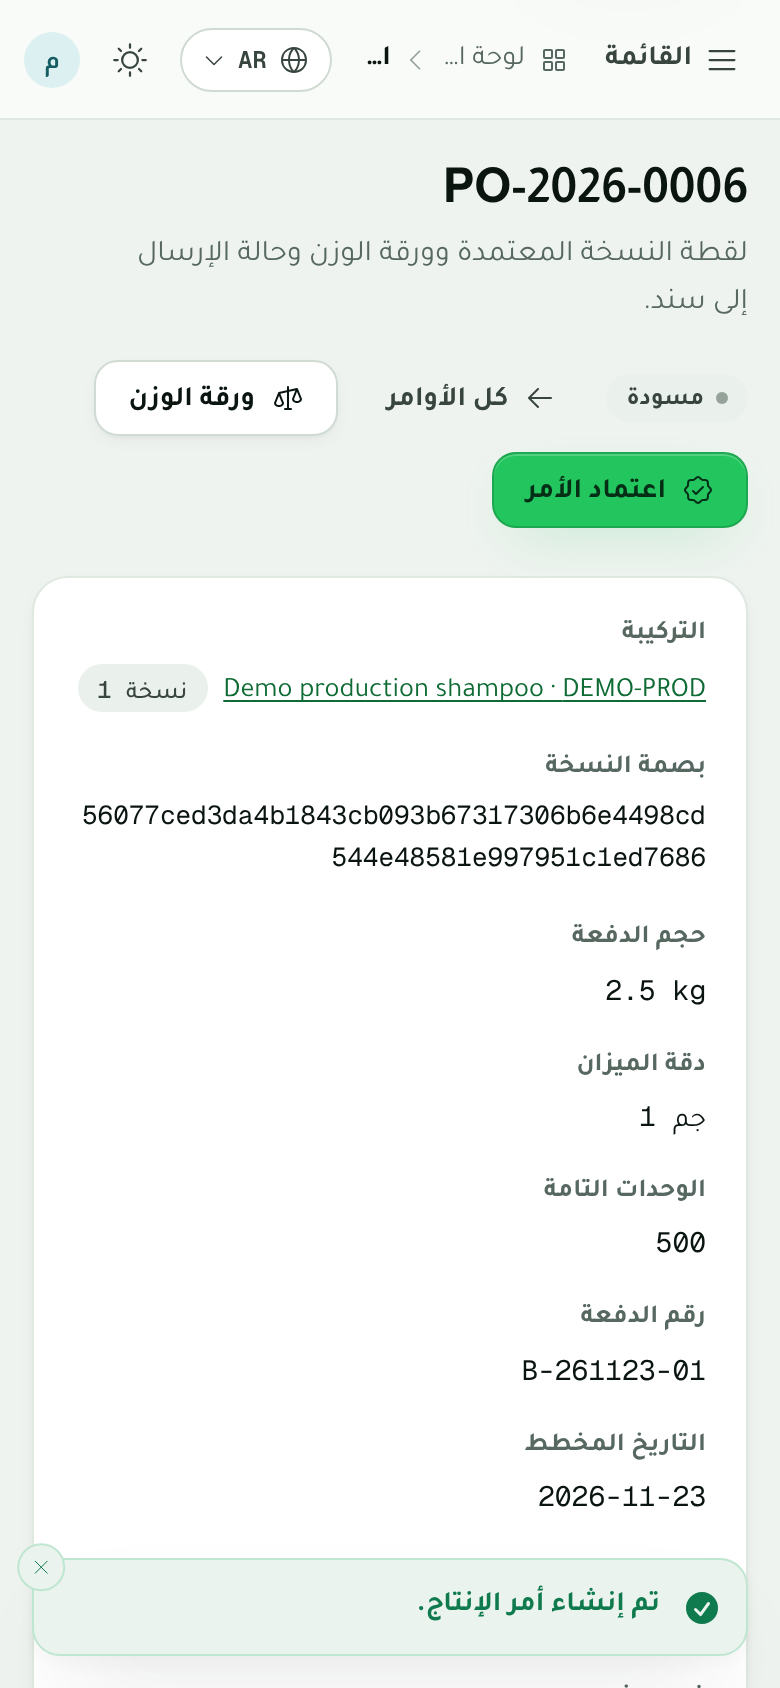 القائمة لوحة ا... ا... AR م
PO-2026-0006
لقطة النسخة المعتمدة وورقة الوزن وحالة الإرسال
إلى سند.
مسودة كل الأوامر ورقة الوزن
اعتماد الأمر
التركيبة
Demo production shampoo · DEMO-PROD نسخة 1
بصمة النسخة
56077ced3da4b1843cb093b67317306b6e4498cd
544e48581e997951c1ed7686
حجم الدفعة
2.5 kg
دقة الميزان
1 جم
الوحدات التامة
500
رقم الدفعة
B-261123-01
التاريخ المخطط
2026-11-23
تم إنشاء أمر الإنتاج.